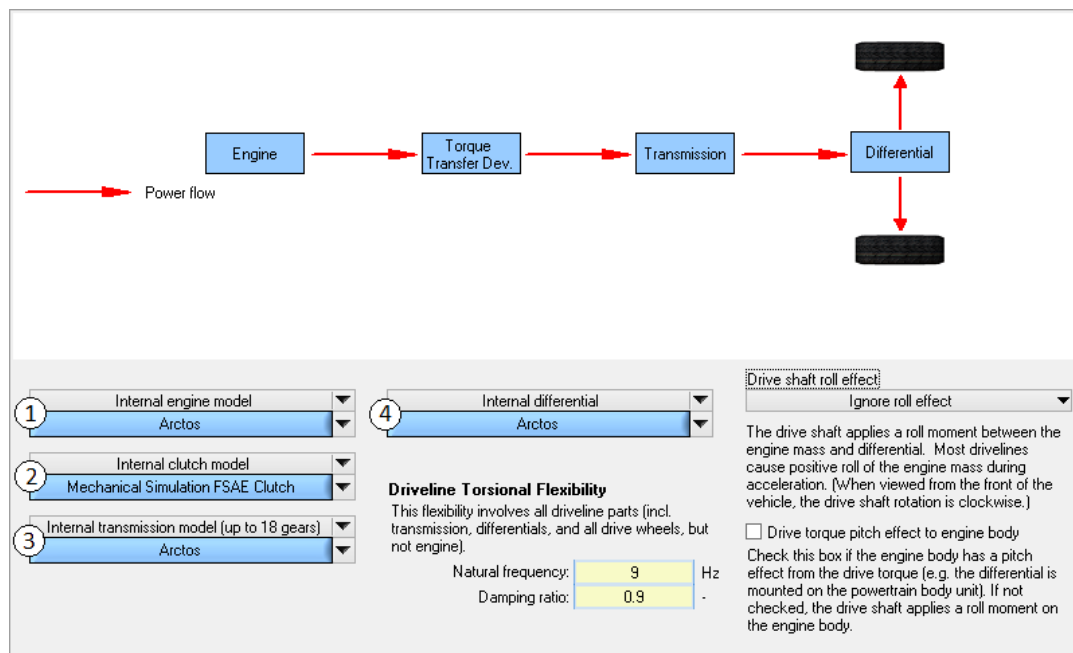 Engine
Torque
Transfer Dev.
Transmission
Differential
Power flow
1
Internal engine model
Arctos
2
Internal clutch model
Mechanical Simulation FSAE Clutch
3
Internal transmission model (up to 18 gears)
Arctos
4
Internal differential
Arctos
Driveline Torsional Flexibility
This flexibility involves all driveline parts (incl.
transmission, differentials, and all drive wheels, but
not engine).
Natural frequency: 9 Hz
Damping ratio: 0.9 -
Drive shaft roll effect
Ignore roll effect
The drive shaft applies a roll moment between the
engine mass and differential. Most drivelines
cause positive roll of the engine mass during
acceleration. (When viewed from the front of the
vehicle, the drive shaft rotation is clockwise.)
Drive torque pitch effect to engine body
Check this box if the engine body has a pitch
effect from the drive torque (e.g. the differential is
mounted on the powertrain body unit). If not
checked, the drive shaft applies a roll moment on
the engine body.